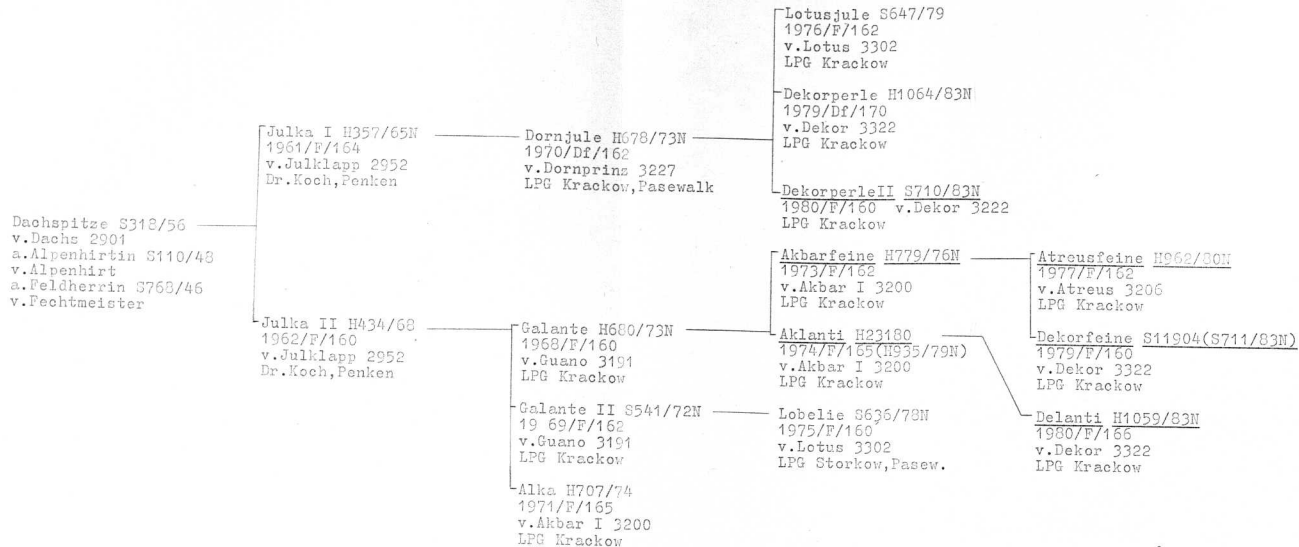 Dachspitze S318/56
v.Dachs 2901
a.Alpenhirtin S110/48
v.Alpenhirt
a.Feldherrin S768/46
v.Fechtmeister
Julka I H357/65N
1961/F/164
v.Julklapp 2952
Dr.Koch,Penken
Julka II H434/68
1962/F/160
v.Julklapp 2952
Dr.Koch,Penken
Dornjule H678/73N
1970/Df/162
v.Dornprinz 3227
LPG Krackow,Pasewalk
Galante H680/73N
1968/F/160
v.Guano 3191
LPG Krackow
Galante II S541/72N
19 69/F/162
v.Guano 3191
LPG Krackow
Alka H707/74
1971/F/165
v.Akbar I 3200
LPG Krackow
Lotusjule S647/79
1976/F/162
v.Lotus 3302
LPG Krackow
Dekorperle H1064/83N
1979/Df/170
v.Dekor 3322
LPG Krackow
DekorperleII S710/83N
1980/F/160 v.Dekor 3222
LPG Krackow
Akbarfeine H779/76N
1973/F/162
v.Akbar I 3200
LPG Krackow
Aklanti H23180
1974/F/165(H935/79N)
v.Akbar I 3200
LPG Krackow
Lobelie S636/78N
1975/F/160
v.Lotus 3302
LPG Storkow,Pasew.
Atreusfeine H962/80N
1977/F/162
v.Atreus 3206
LPG Krackow
Dekorfeine S11904(S711/83N)
1979/F/160
v.Dekor 3322
LPG Krackow
Delanti H1059/83N
1980/F/166
v.Dekor 3322
LPG Krackow